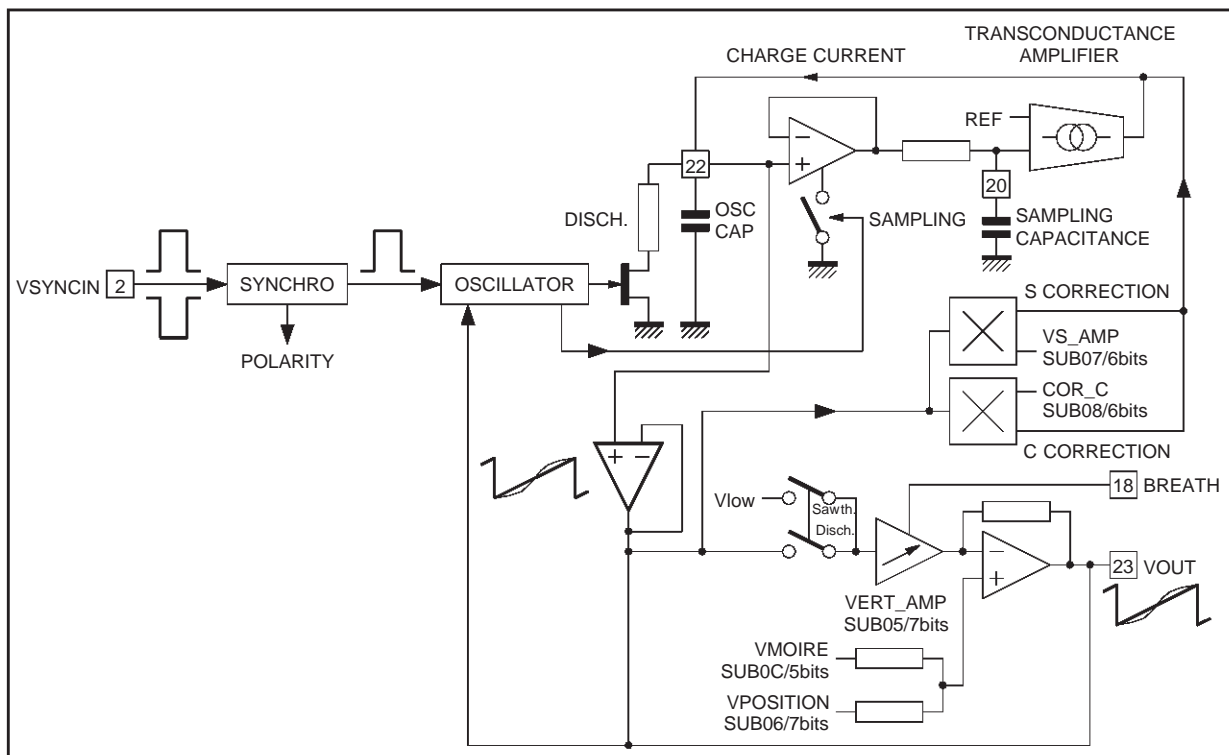 TRANSCONDUCTANCE
AMPLIFIER
CHARGE CURRENT
REF
22
20
DISCH.
OSC
CAP
SAMPLING
SAMPLING
CAPACITANCE
VSYNCIN
2
SYNCHRO
OSCILLATOR
POLARITY
S CORRECTION
VS_AMP
SUB07/6bits
COR_C
SUB08/6bits
C CORRECTION
18
BREATH
Vlow
Sawth.
Disch.
23
VOUT
VERT_AMP
SUB05/7bits
VMOIRE
SUB0C/5bits
VPOSITION
SUB06/7bits